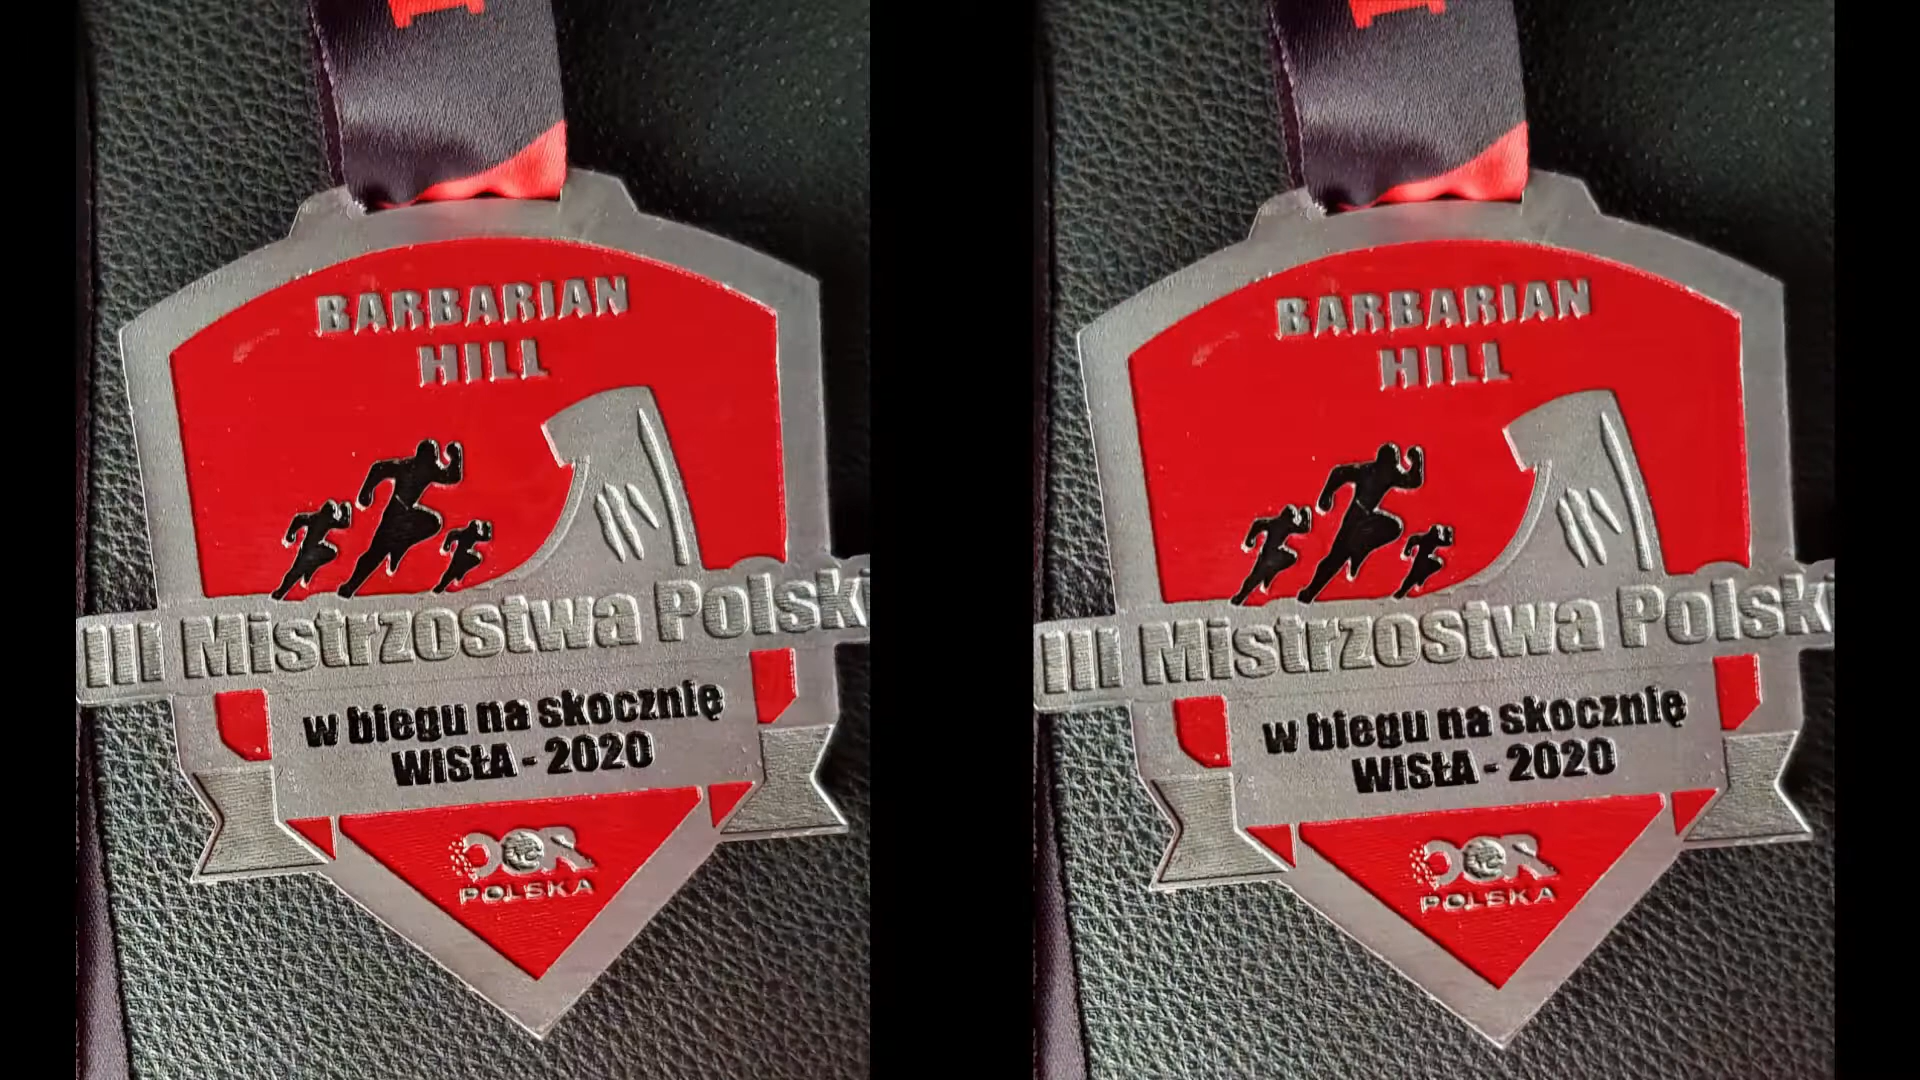 BARBARIAN
HILL
III Mistrzostwa Polski
w biegu na skocznię
WISŁA - 2020
OCR
POLSKA
BARBARIAN
HILL
III Mistrzostwa Polski
w biegu na skocznię
WISŁA - 2020
OCR
POLSKA